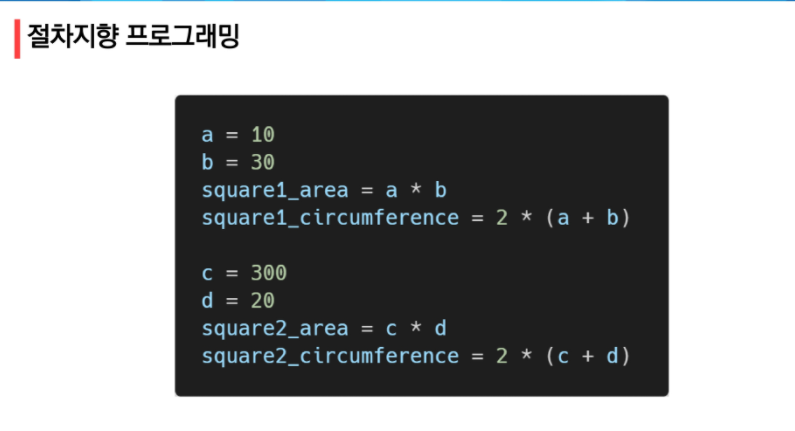 절차지향 프로그래밍
a = 10
b = 30
square1_area = a * b
square1_circumference = 2 * (a + b)
c = 300
d = 20
square2_area = c * d
square2_circumference = 2 * (c + d)